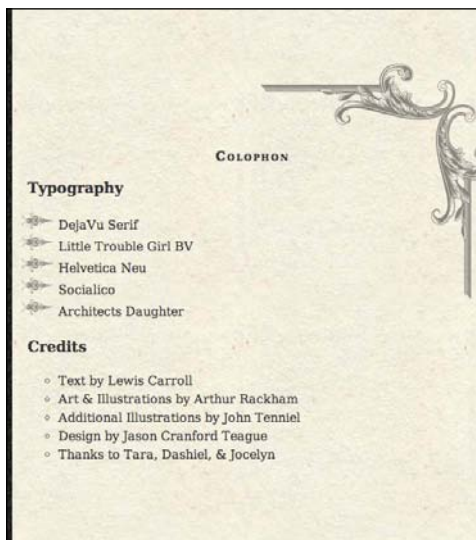 COLOPHON
Typography
DejaVu Serif
Little Trouble Girl BV
Helvetica Neu
Socialico
Architects Daughter
Credits
Text by Lewis Carroll
Art & Illustrations by Arthur Rackham
Additional Illustrations by John Tenniel
Design by Jason Cranford Teague
Thanks to Tara, Dashiel, & Jocelyn